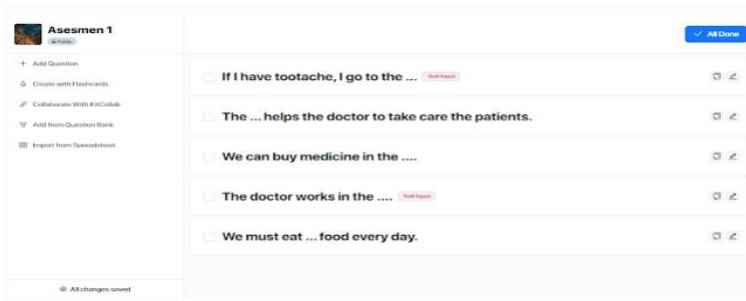 Asesmen 1
Public
All Done
+ Add Question
Create with Flashcards
Collaborate With KitCollab
Add from Question Bank
Import from Spreadsheet
If I have tootache, I go to the ... Text Input
The ... helps the doctor to take care the patients.
We can buy medicine in the ....
The doctor works in the .... Text Input
We must eat ... food every day.
All changes saved